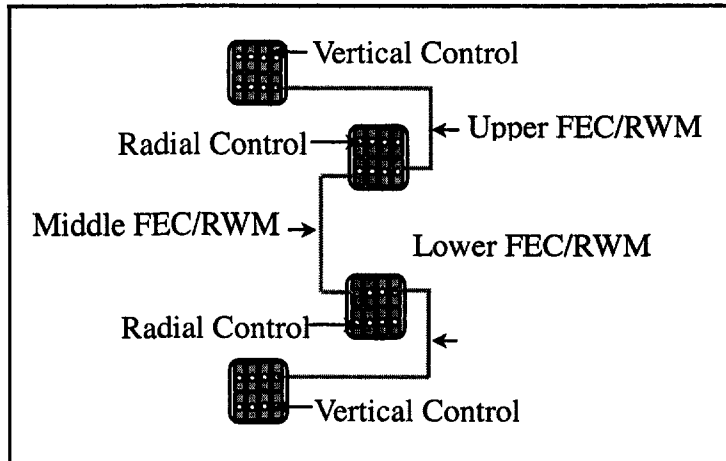 Vertical Control
Upper FEC/RWM
Radial Control
Middle FEC/RWM
Lower FEC/RWM
Radial Control
Vertical Control